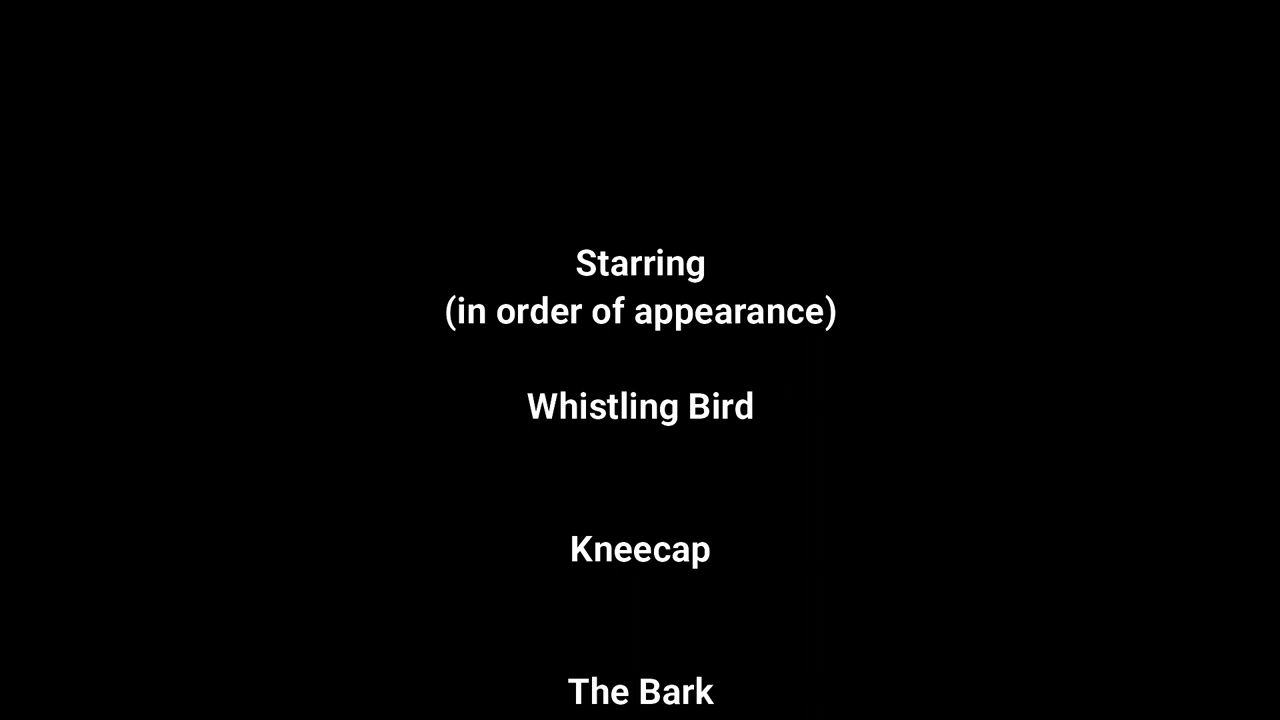 Starring
(in order of appearance)
Whistling Bird
Kneecap
The Bark